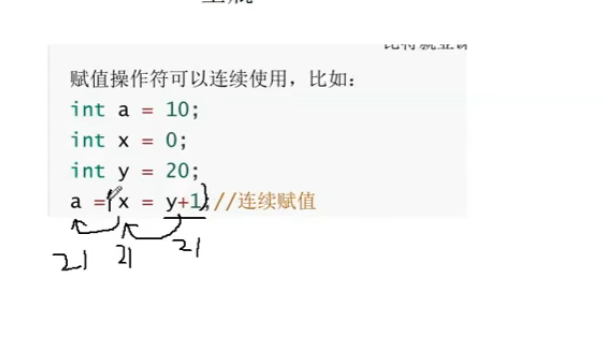 赋值操作符可以连续使用，比如：
int a = 10;
int x = 0;
int y = 20;
a = (x = y+1);//连续赋值
21 21 21